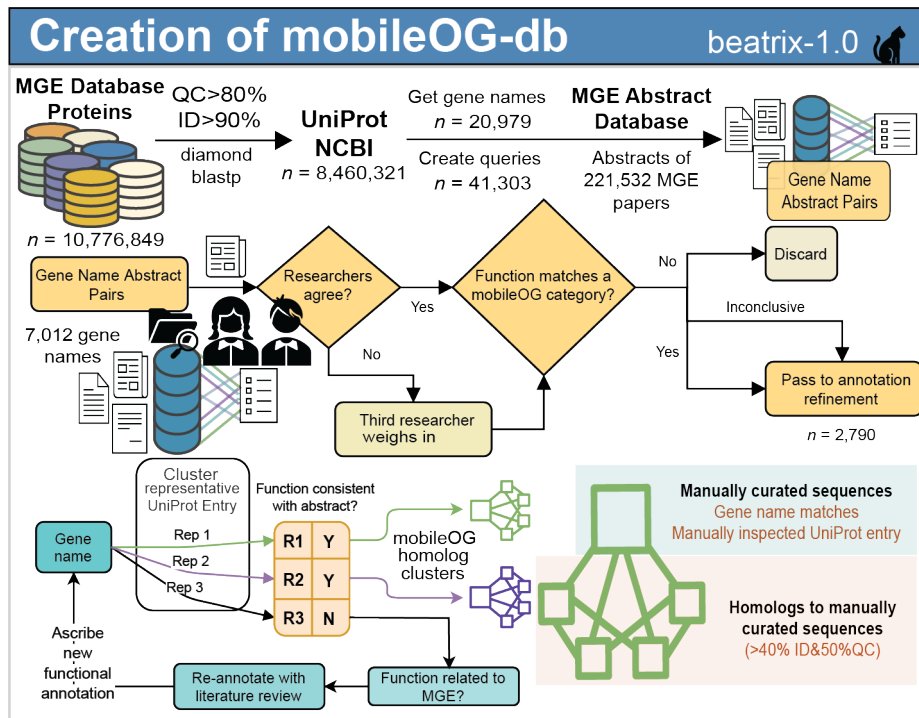 Creation of mobileOG-db
beatrix-1.0
MGE Database
Proteins
n = 10,776,849
QC>80%
ID>90%
diamond
blastp
UniProt
NCBI
n = 8,460,321
Get gene names
n = 20,979
Create queries
n = 41,303
MGE Abstract
Database
Abstracts of
221,532 MGE
papers
Gene Name
Abstract Pairs
Gene Name Abstract
Pairs
7,012 gene
names
Researchers
agree?
Yes
No
Third researcher
weighs in
Function matches a
mobileOG category?
No
Discard
Inconclusive
Yes
Pass to annotation
refinement
n = 2,790
Cluster
representative
UniProt Entry
Function consistent
with abstract?
Gene
name
Rep 1
Rep 2
Rep 3
R1 Y
R2 Y
R3 N
mobileOG
homolog
clusters
Ascribe
new
functional
annotation
Re-annotate with
literature review
Function related to
MGE?
Manually curated sequences
Gene name matches
Manually inspected UniProt entry
Homologs to manually
curated sequences
(>40% ID&50%QC)